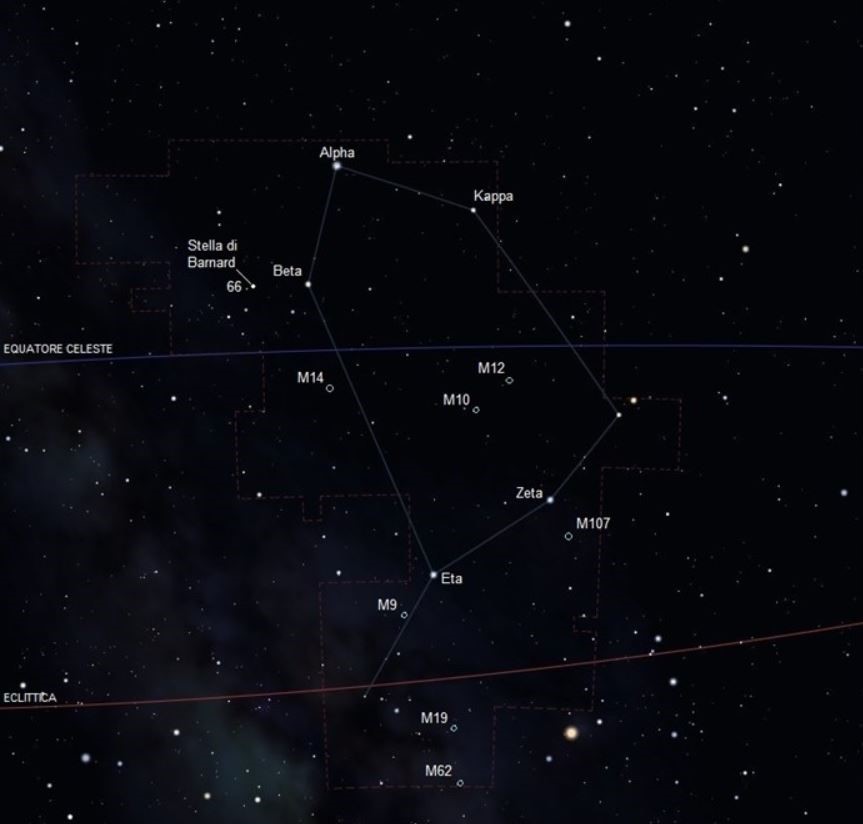 Alpha
Kappa
Stella di
Barnard
66
Beta
EQUATORE CELESTE
M14
M12
M10
Zeta
M107
Eta
M9
ECLITTICA
M19
M62